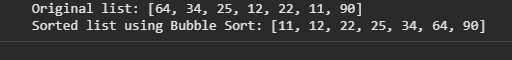 Original list: [64, 34, 25, 12, 22, 11, 90]
Sorted list using Bubble Sort: [11, 12, 22, 25, 34, 64, 90]